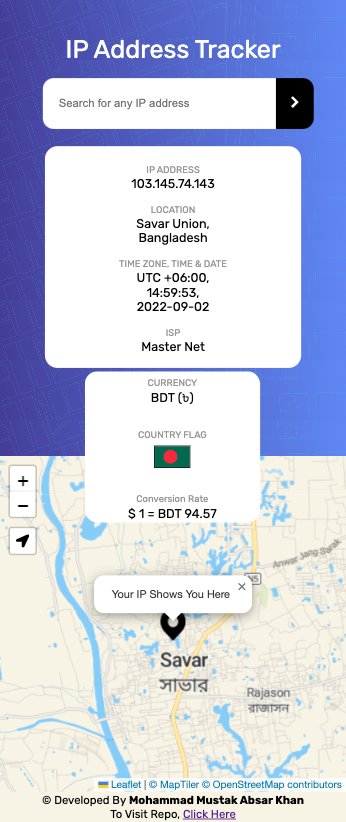 IP Address Tracker
Search for any IP address
IP ADDRESS
103.145.74.143
LOCATION
Savar Union,
Bangladesh
TIME ZONE, TIME & DATE
UTC +06:00,
14:59:53,
2022-09-02
ISP
Master Net
CURRENCY
BDT (৳)
COUNTRY FLAG
Conversion Rate
$ 1 = BDT 94.57
+
−
Anwar Jang Sarak
Your IP Shows You Here
×
Savar
সাভার
Rajason
রাজাসন
Leaflet | © MapTiler © OpenStreetMap contributors
© Developed By Mohammad Mustak Absar Khan
To Visit Repo, Click Here